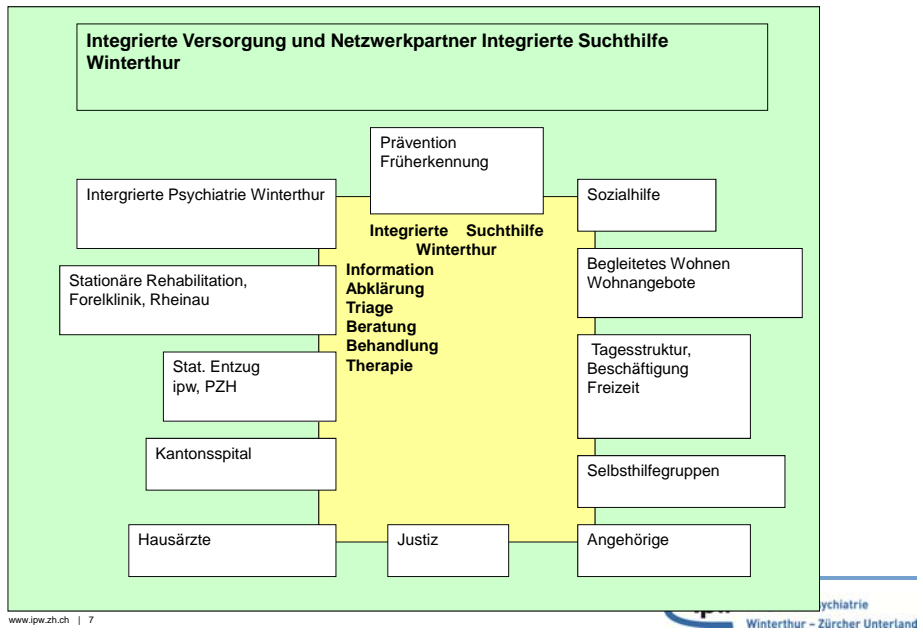 Integrierte Versorgung und Netzwerkpartner Integrierte Suchthilfe
Winterthur
Prävention
Früherkennung
Intergrierte Psychiatrie Winterthur
Sozialhilfe
Integrierte Suchthilfe
Winterthur
Information
Abklärung
Triage
Beratung
Behandlung
Therapie
Begleitetes Wohnen
Wohnangebote
Stationäre Rehabilitation,
Forelklinik, Rheinau
Tagesstruktur,
Beschäftigung
Freizeit
Stat. Entzug
ipw, PZH
Kantonsspital
Selbsthilfegruppen
Hausärzte
Justiz
Angehörige
www.ipw.zh.ch | 7
ychiatrie
Winterthur – Zürcher Unterland